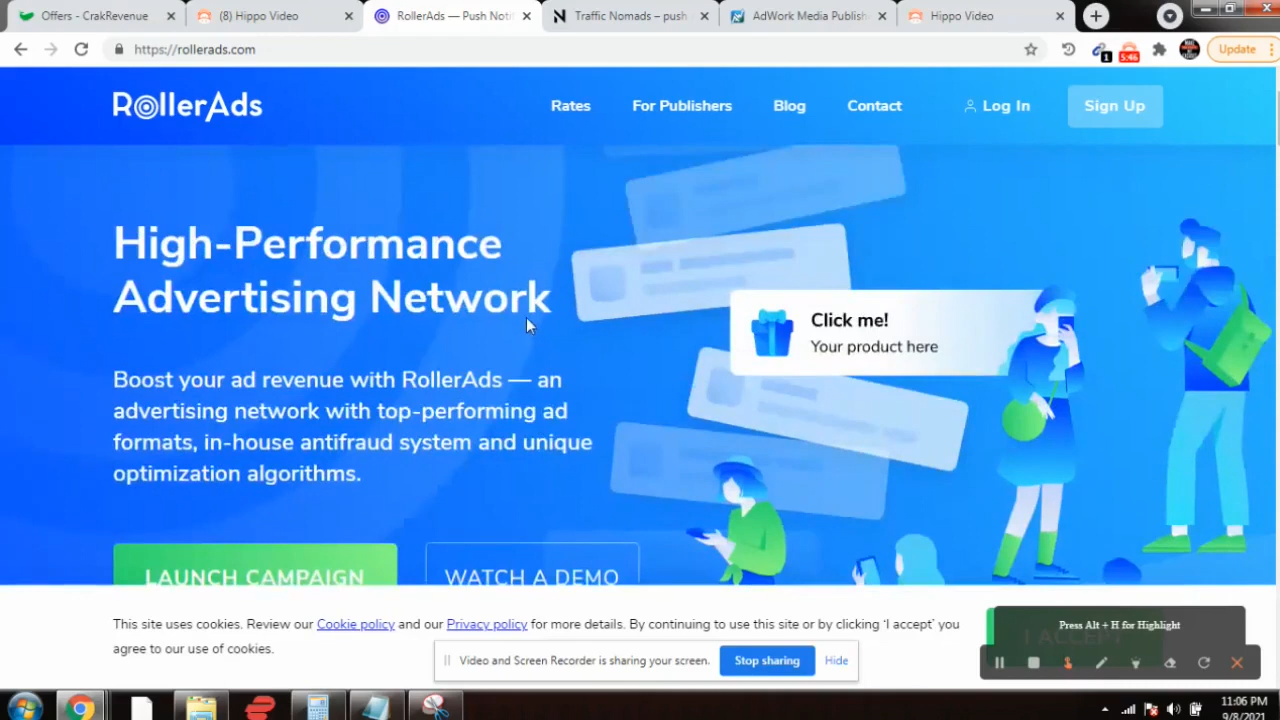 Offers - CrakRevenue
(8) Hippo Video
RollerAds — Push Noti
Traffic Nomads – push
AdWork Media Publish
Hippo Video
https://rollerads.com
1
5:46
Update
RollerAds
Rates
For Publishers
Blog
Contact
Log In
Sign Up
High-Performance
Advertising Network
Click me!
Your product here
Boost your ad revenue with RollerAds — an
advertising network with top-performing ad
formats, in-house antifraud system and unique
optimization algorithms.
LAUNCH CAMPAIGN
WATCH A DEMO
This site uses cookies. Review our Cookie policy and our Privacy policy for more details. By continuing to use this site or by clicking ‘I accept’ you
agree to our use of cookies.
Press Alt + H for Highlight
I ACCEPT
Video and Screen Recorder is sharing your screen.
Stop sharing
Hide
11:06 PM
9/8/2021